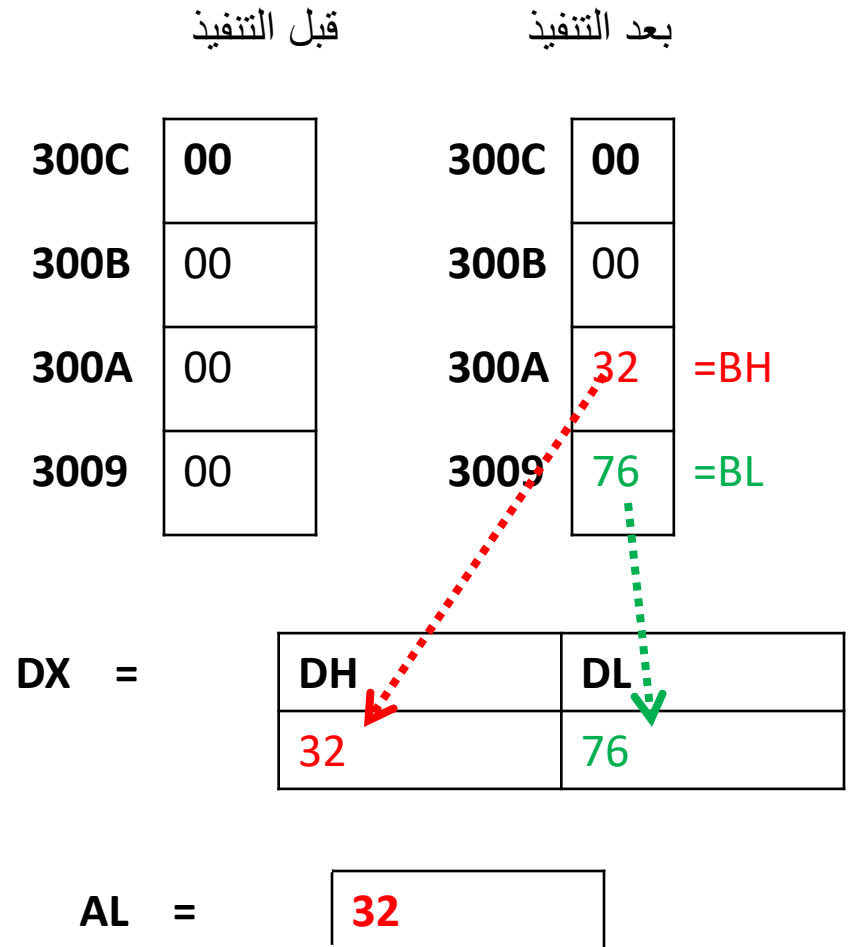 قبل التنفيذ بعد التنفيذ
300C 00 300C 00
300B 00 300B 00
300A 00 300A 32 =BH
3009 00 3009 76 =BL
DX = DH DL
32 76
AL = 32